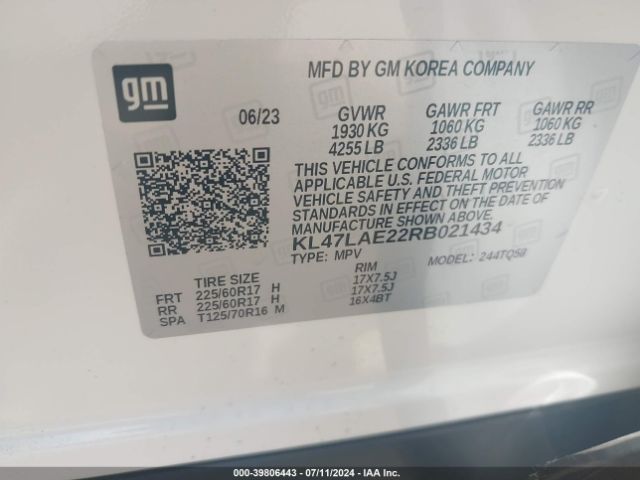 gm
MFD BY GM KOREA COMPANY
06/23
GVWR GAWR FRT GAWR RR
1930 KG 1060 KG 1060 KG
4255 LB 2336 LB 2336 LB
THIS VEHICLE CONFORMS TO ALL
APPLICABLE U.S. FEDERAL MOTOR
VEHICLE SAFETY AND THEFT PREVENTION
STANDARDS IN EFFECT ON THE DATE OF
MANUFACTURE SHOWN ABOVE.
KL47LAE22RB021434
TYPE: MPV MODEL: 244TQ58
TIRE SIZE RIM
FRT 225/60R17 H 17X7.5J
RR 225/60R17 H 17X7.5J
SPA T125/70R16 M 16X4BT
000-39806443 - 07/11/2024 - IAA Inc.